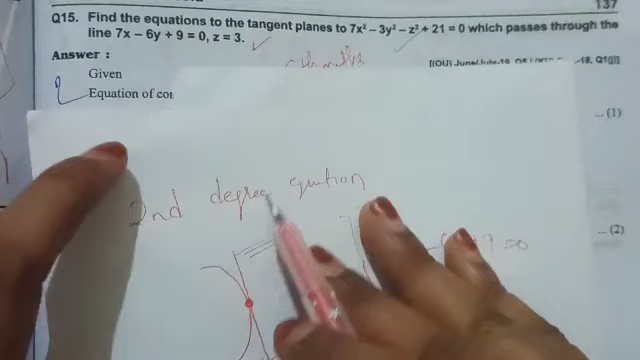 137
Q15. Find the equations to the tangent planes to 7x² – 3y² – z² + 21 = 0 which passes through the
line 7x – 6y + 9 = 0, z = 3.
Answer :
Given
Equation of
... (1)
2nd degree equation
... (2)